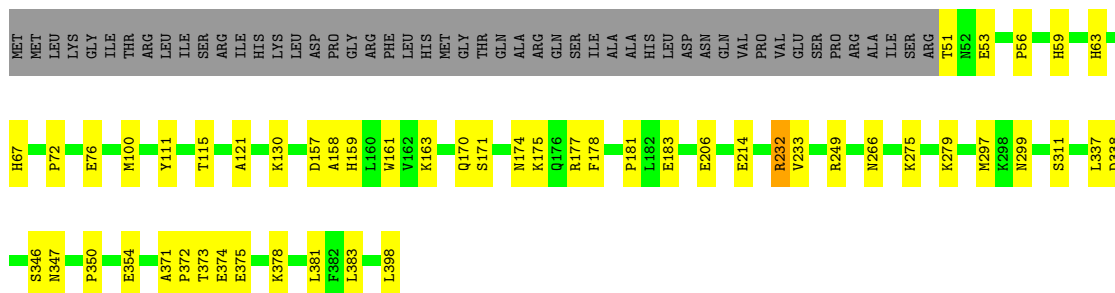 MET MET LEU LYS GLY ILE THR ARG LEU ILE SER ARG ILE HIS LYS LEU ASP PRO GLY ARG PHE LEU HIS MET GLY THR GLN ALA ARG GLN SER ILE ALA ALA HIS LEU ASP ASN GLN VAL PRO VAL GLU SER PRO ARG ALA ILE SER ARG T51 N52 E53 P56 H59 H63
H67 P72 E76 M100 Y111 T115 A121 K130 D157 A158 H159 L160 W161 V162 K163 Q170 S171 N174 K175 Q176 R177 F178 P181 L182 E183 E206 E214 R232 V233 R249 N266 K275 K279 M297 K298 N299 S311 L337
S346 N347 P350 E354 A371 P372 T373 E374 E375 K378 L381 F382 L383 L398